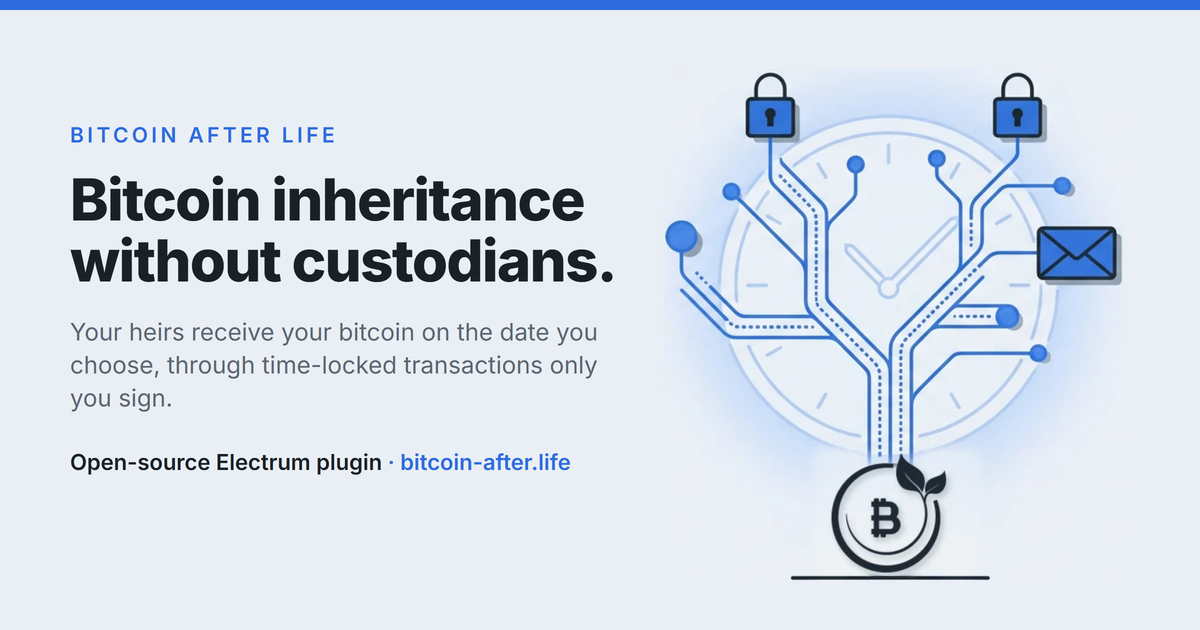 BITCOIN AFTER LIFE
Bitcoin inheritance
without custodians.
Your heirs receive your bitcoin on the date you
choose, through time-locked transactions only
you sign.
Open-source Electrum plugin · bitcoin-after.life